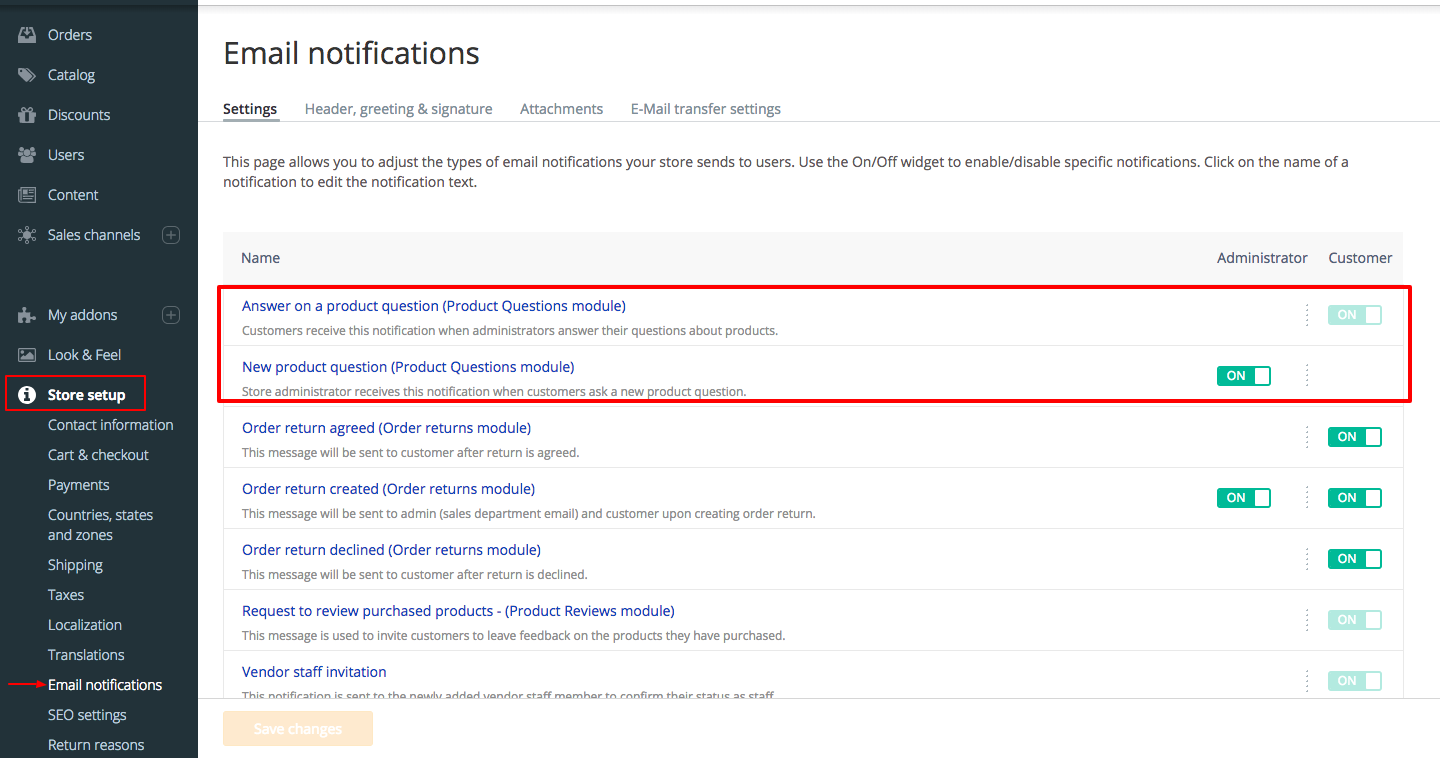 Orders
Catalog
Discounts
Users
Content
Sales channels
My addons
Look & Feel
Store setup
Contact information
Cart & checkout
Payments
Countries, states
and zones
Shipping
Taxes
Localization
Translations
Email notifications
SEO settings
Return reasons
Email notifications
Settings Header, greeting & signature Attachments E-Mail transfer settings
This page allows you to adjust the types of email notifications your store sends to users. Use the On/Off widget to enable/disable specific notifications. Click on the name of a
notification to edit the notification text.
Name Administrator Customer
Answer on a product question (Product Questions module)
ON
Customers receive this notification when administrators answer their questions about products.
New product question (Product Questions module)
ON
Store administrator receives this notification when customers ask a new product question.
Order return agreed (Order returns module)
ON
This message will be sent to customer after return is agreed.
Order return created (Order returns module)
ON ON
This message will be sent to admin (sales department email) and customer upon creating order return.
Order return declined (Order returns module)
ON
This message will be sent to customer after return is declined.
Request to review purchased products - (Product Reviews module)
ON
This message is used to invite customers to leave feedback on the products they have purchased.
Vendor staff invitation
ON
This notification is sent to the newly added vendor staff member to confirm their status as staff.
Save changes